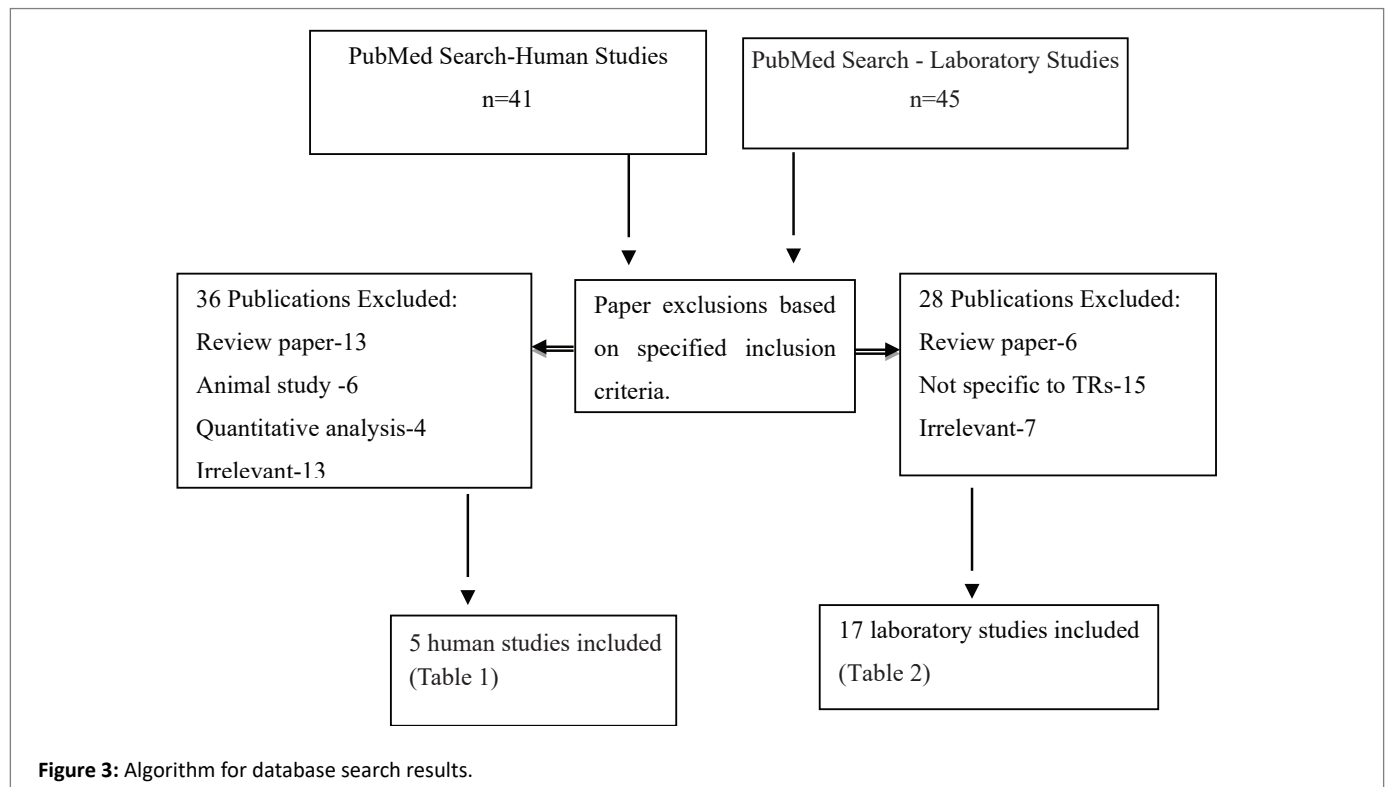 PubMed Search-Human Studies
n=41
PubMed Search - Laboratory Studies
n=45
36 Publications Excluded:
Review paper-13
Animal study -6
Quantitative analysis-4
Irrelevant-13
Paper exclusions based
on specified inclusion
criteria.
28 Publications Excluded:
Review paper-6
Not specific to TRs-15
Irrelevant-7
5 human studies included
(Table 1)
17 laboratory studies included
(Table 2)
Figure 3: Algorithm for database search results.